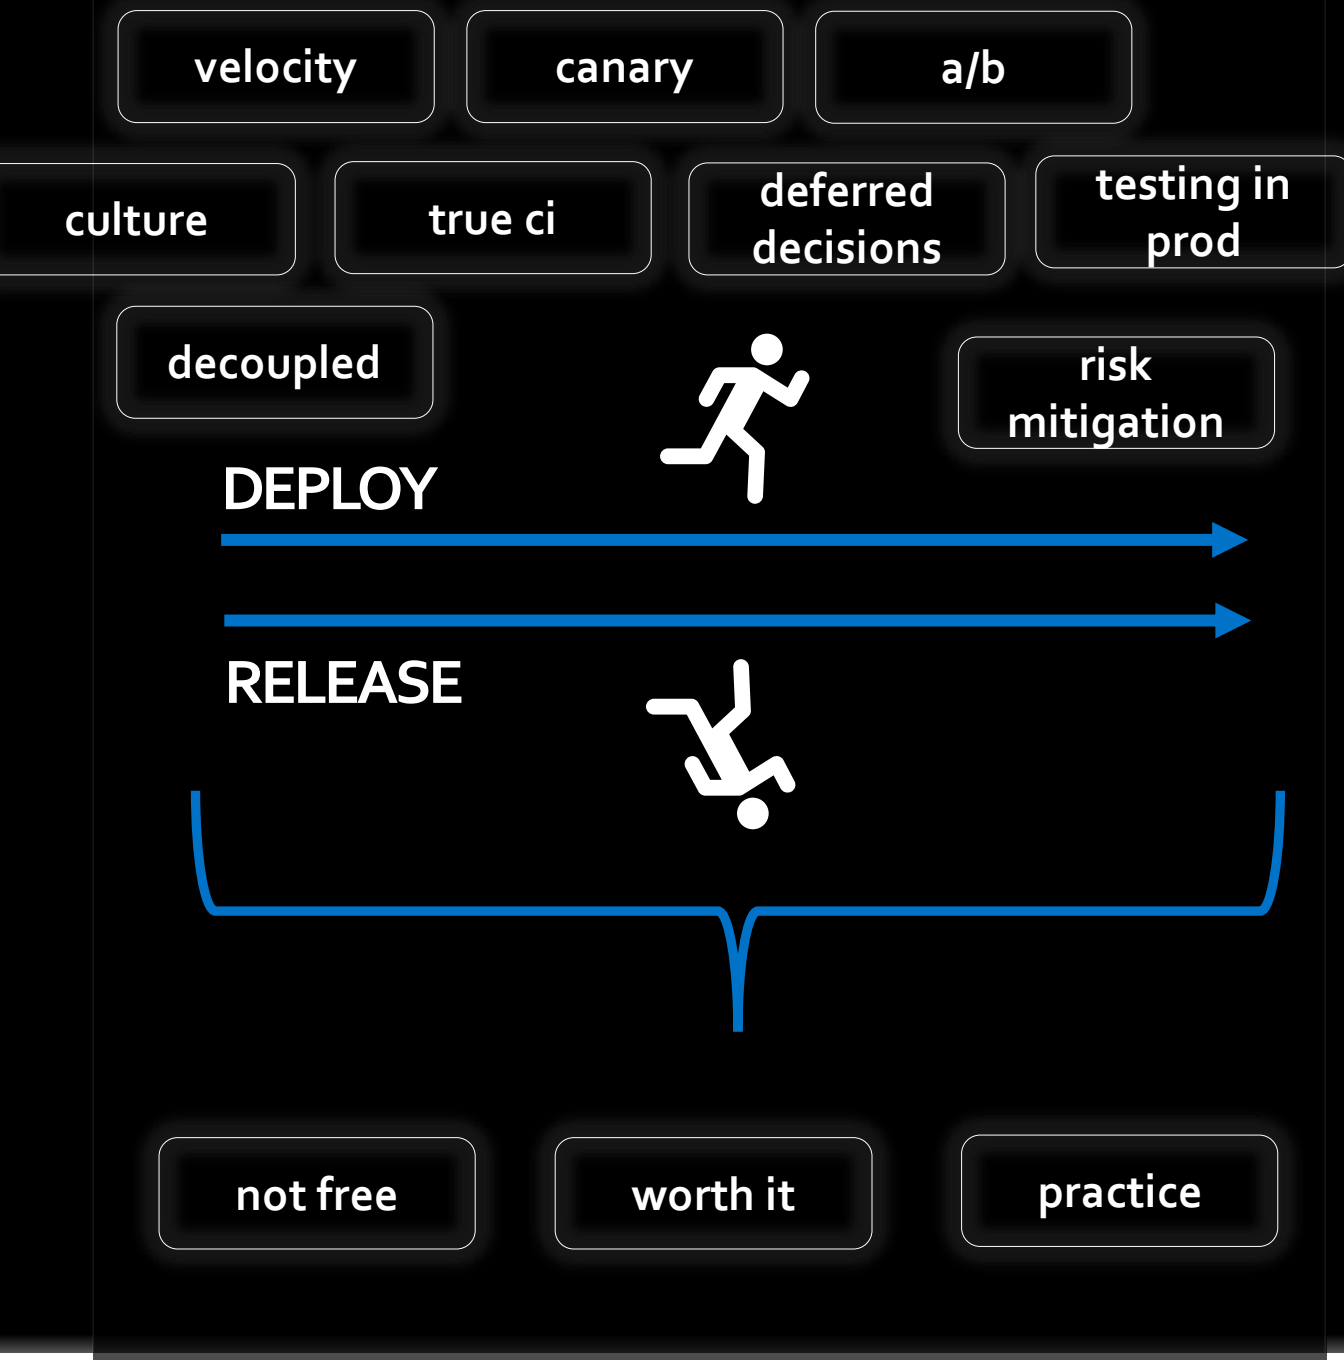 velocity
canary
a/b
culture
true ci
deferred
decisions
testing in
prod
decoupled
risk
mitigation
DEPLOY
RELEASE
not free
worth it
practice